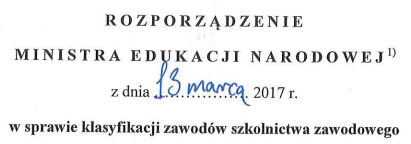 ROZPORZĄDZENIE
MINISTRA EDUKACJI NARODOWEJ¹⁾
z dnia 13 marca 2017 r.
w sprawie klasyfikacji zawodów szkolnictwa zawodowego